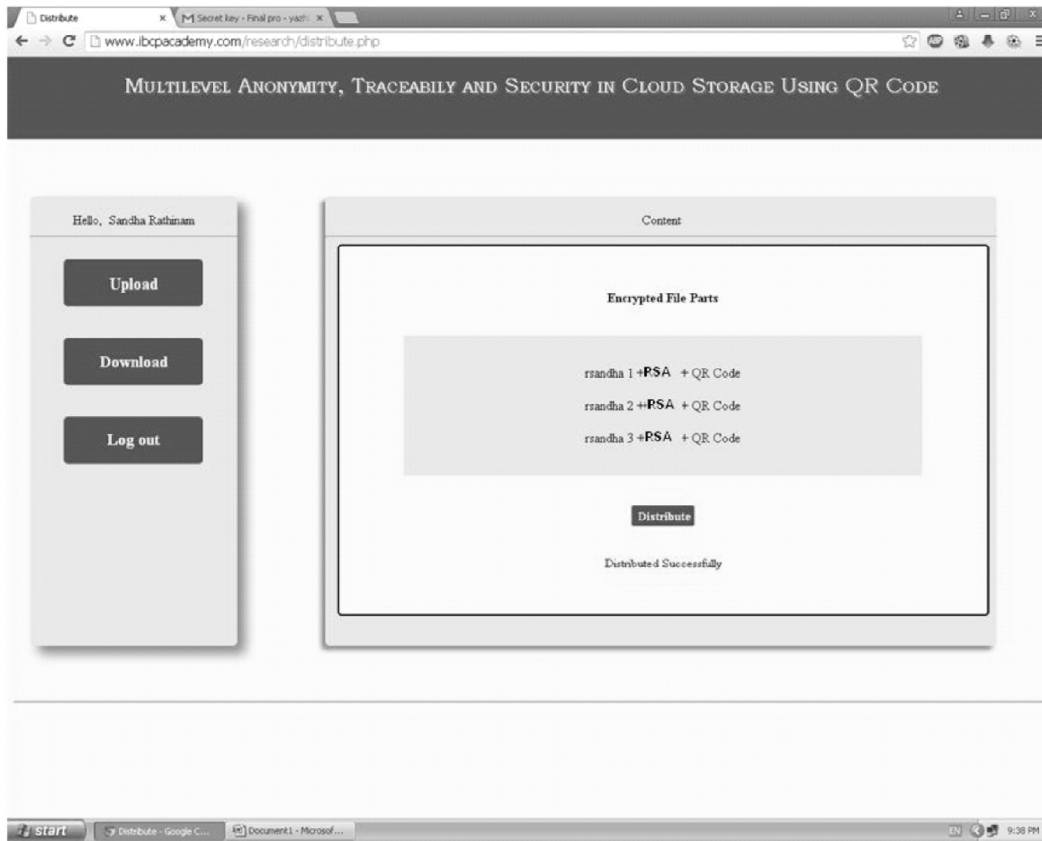 Distribute
Secret key - Final pro - yazh
www.ibcpacademy.com/research/distribute.php
ABP
MULTILEVEL ANONYMITY, TRACEABILY AND SECURITY IN CLOUD STORAGE USING QR CODE
Hello, Sandha Rathinam
Upload
Download
Log out
Content
Encrypted File Parts
rsandha 1 +RSA + QR Code
rsandha 2 ++RSA + QR Code
rsandha 3 +RSA + QR Code
Distribute
Distributed Successfully
start
Distribute - Google C...
Document1 - Microsof...
EN
9:38 PM